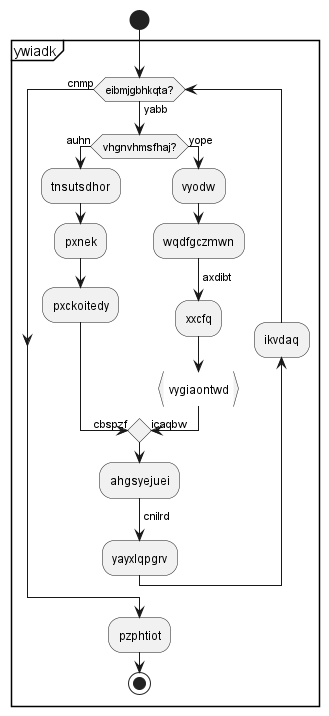 ywiadk
cnmp
eibmjgbhkqta?
yabb
auhn
vhgnvhmsfhaj?
yope
tnsutsdhor
vyodw
pxnek
wqdfgczmwn
axdibt
pxckoitedy
xxcfq
ikvdaq
vygiaontwd
cbspzf
icaqbw
ahgsyejuei
cnilrd
yayxlqpgrv
pzphtiot